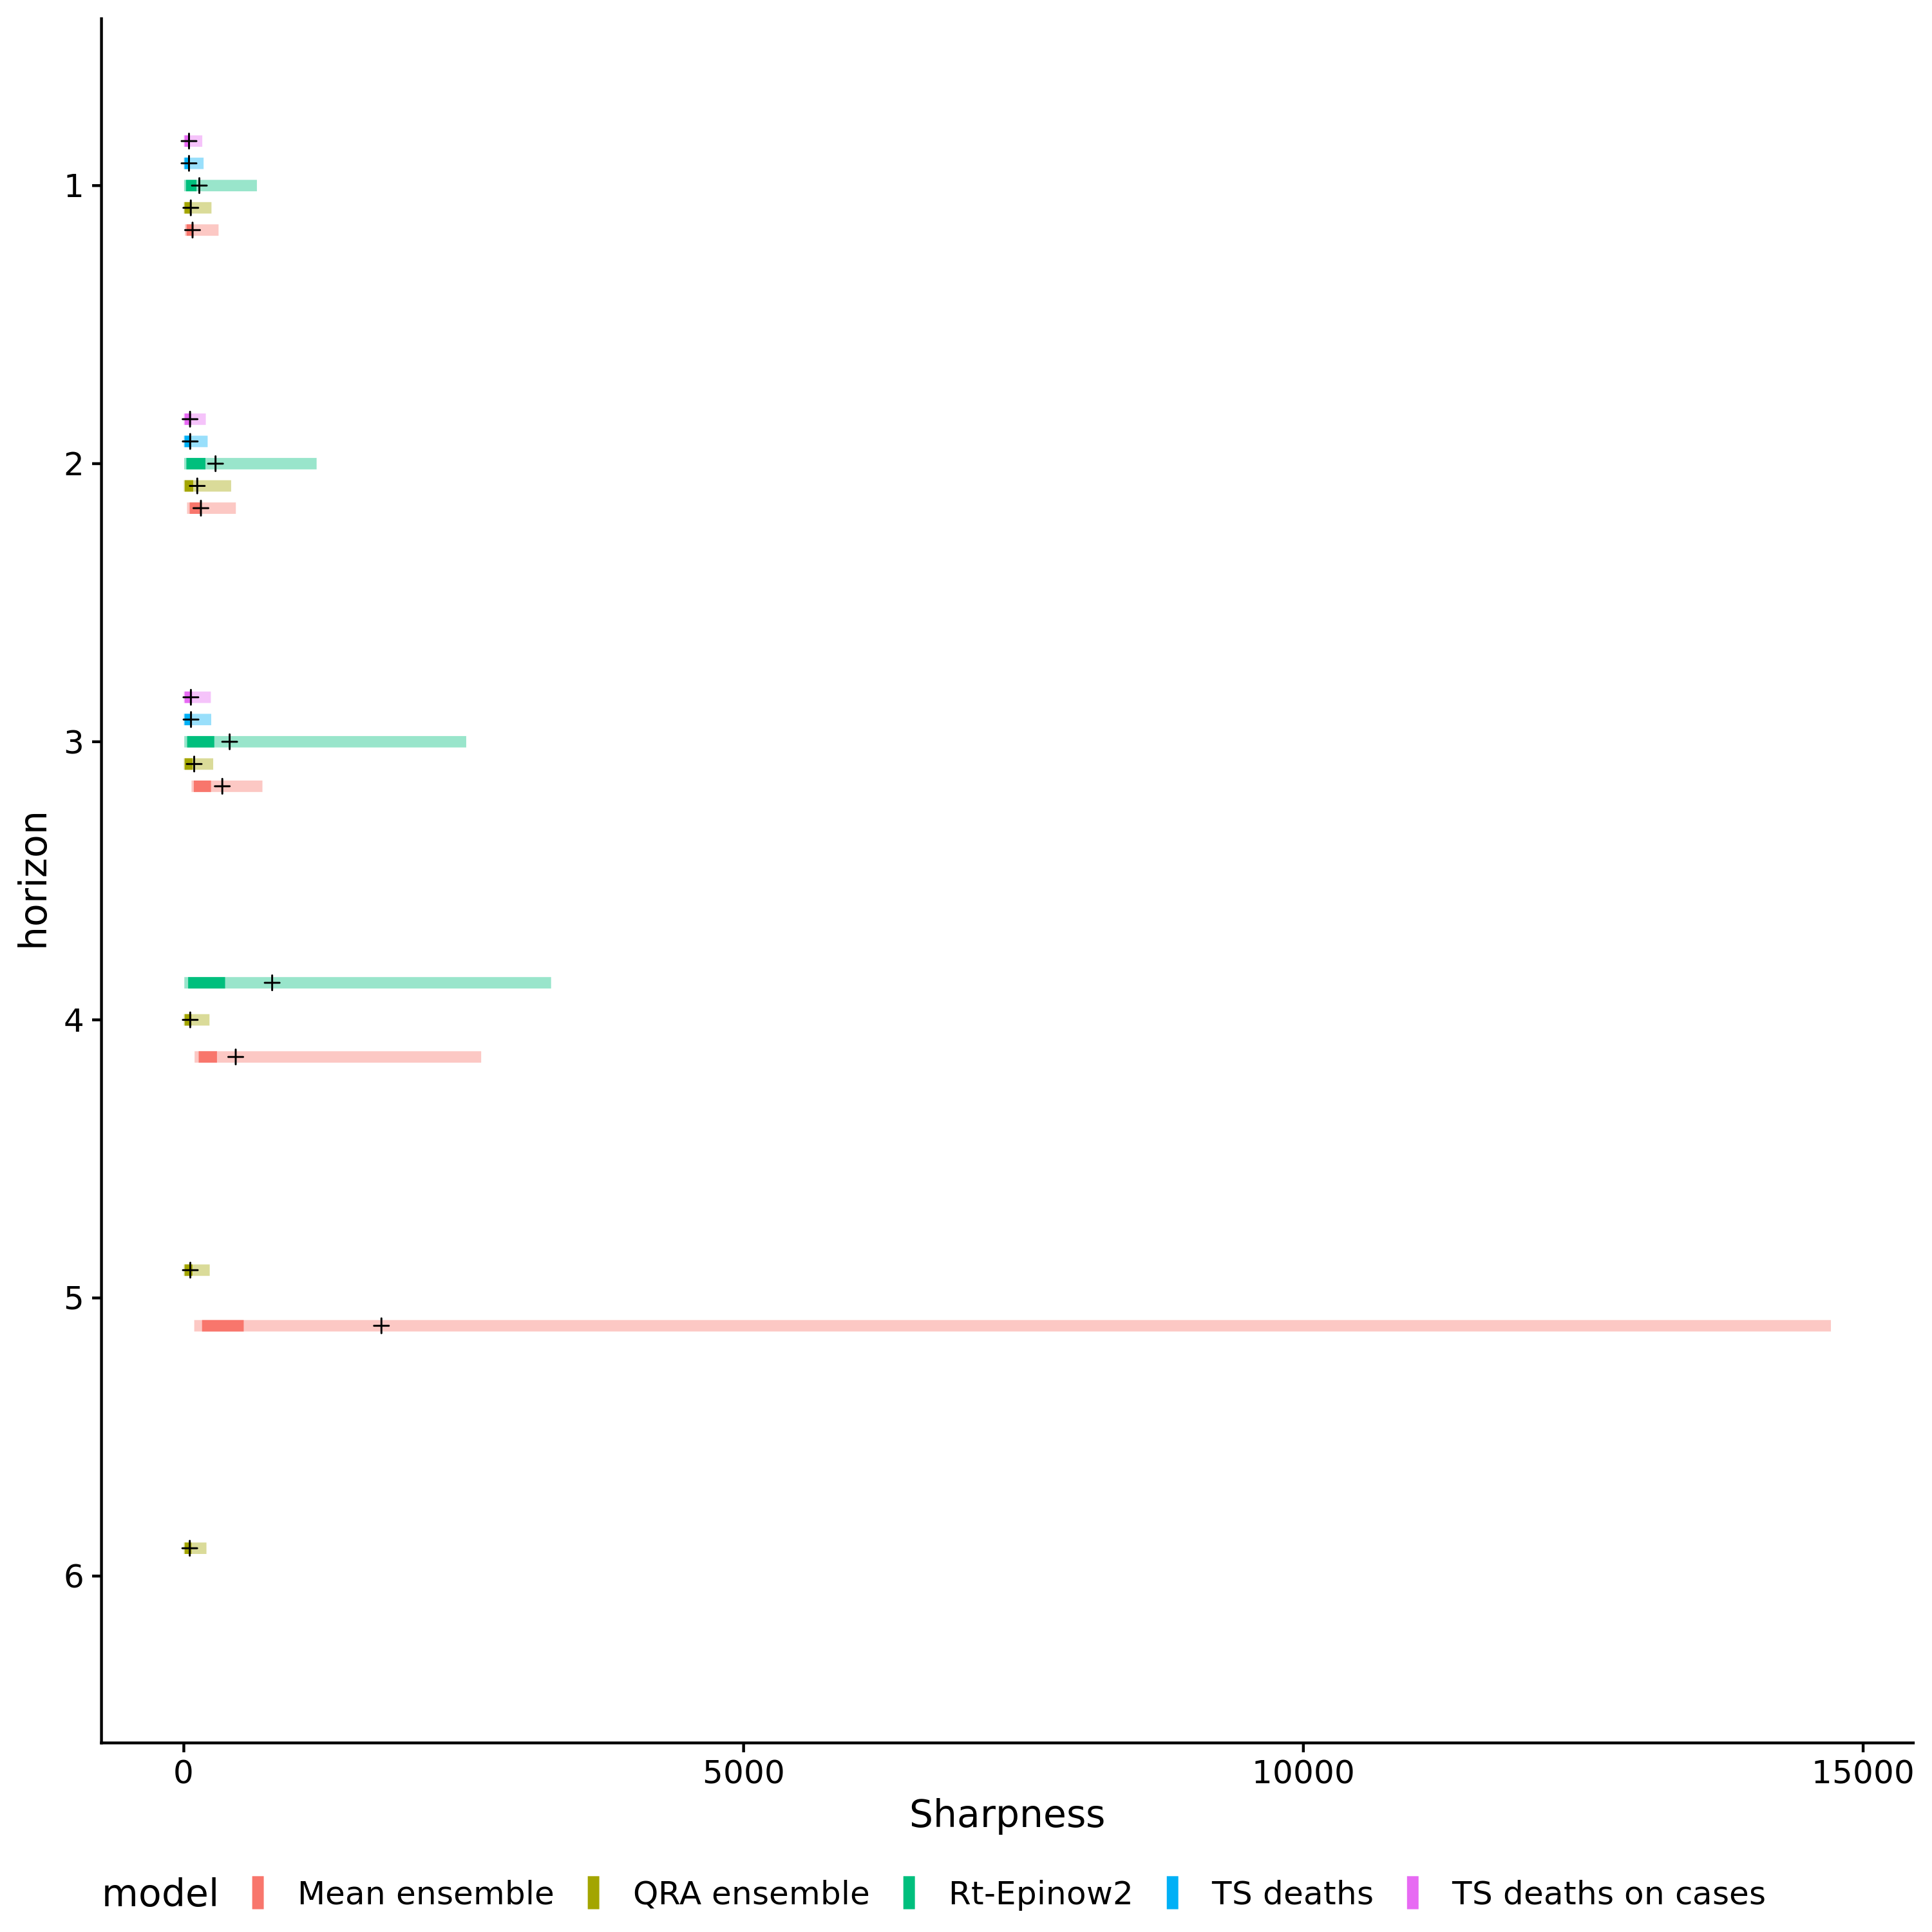 1
2
3
4
5
6
horizon
0 5000 10000 15000
Sharpness
model Mean ensemble QRA ensemble Rt-Epinow2 TS deaths TS deaths on cases